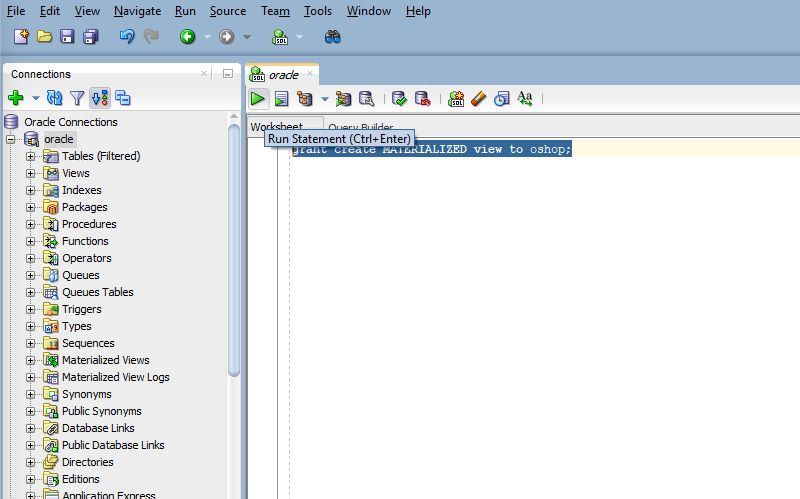 File Edit View Navigate Run Source Team Tools Window Help
Connections
oracle
Worksheet Query Builder
Run Statement (Ctrl+Enter)
grant create MATERIALIZED view to oshop;
Oracle Connections
oracle
Tables (Filtered)
Views
Indexes
Packages
Procedures
Functions
Operators
Queues
Queues Tables
Triggers
Types
Sequences
Materialized Views
Materialized View Logs
Synonyms
Public Synonyms
Database Links
Public Database Links
Directories
Editions
Application Express